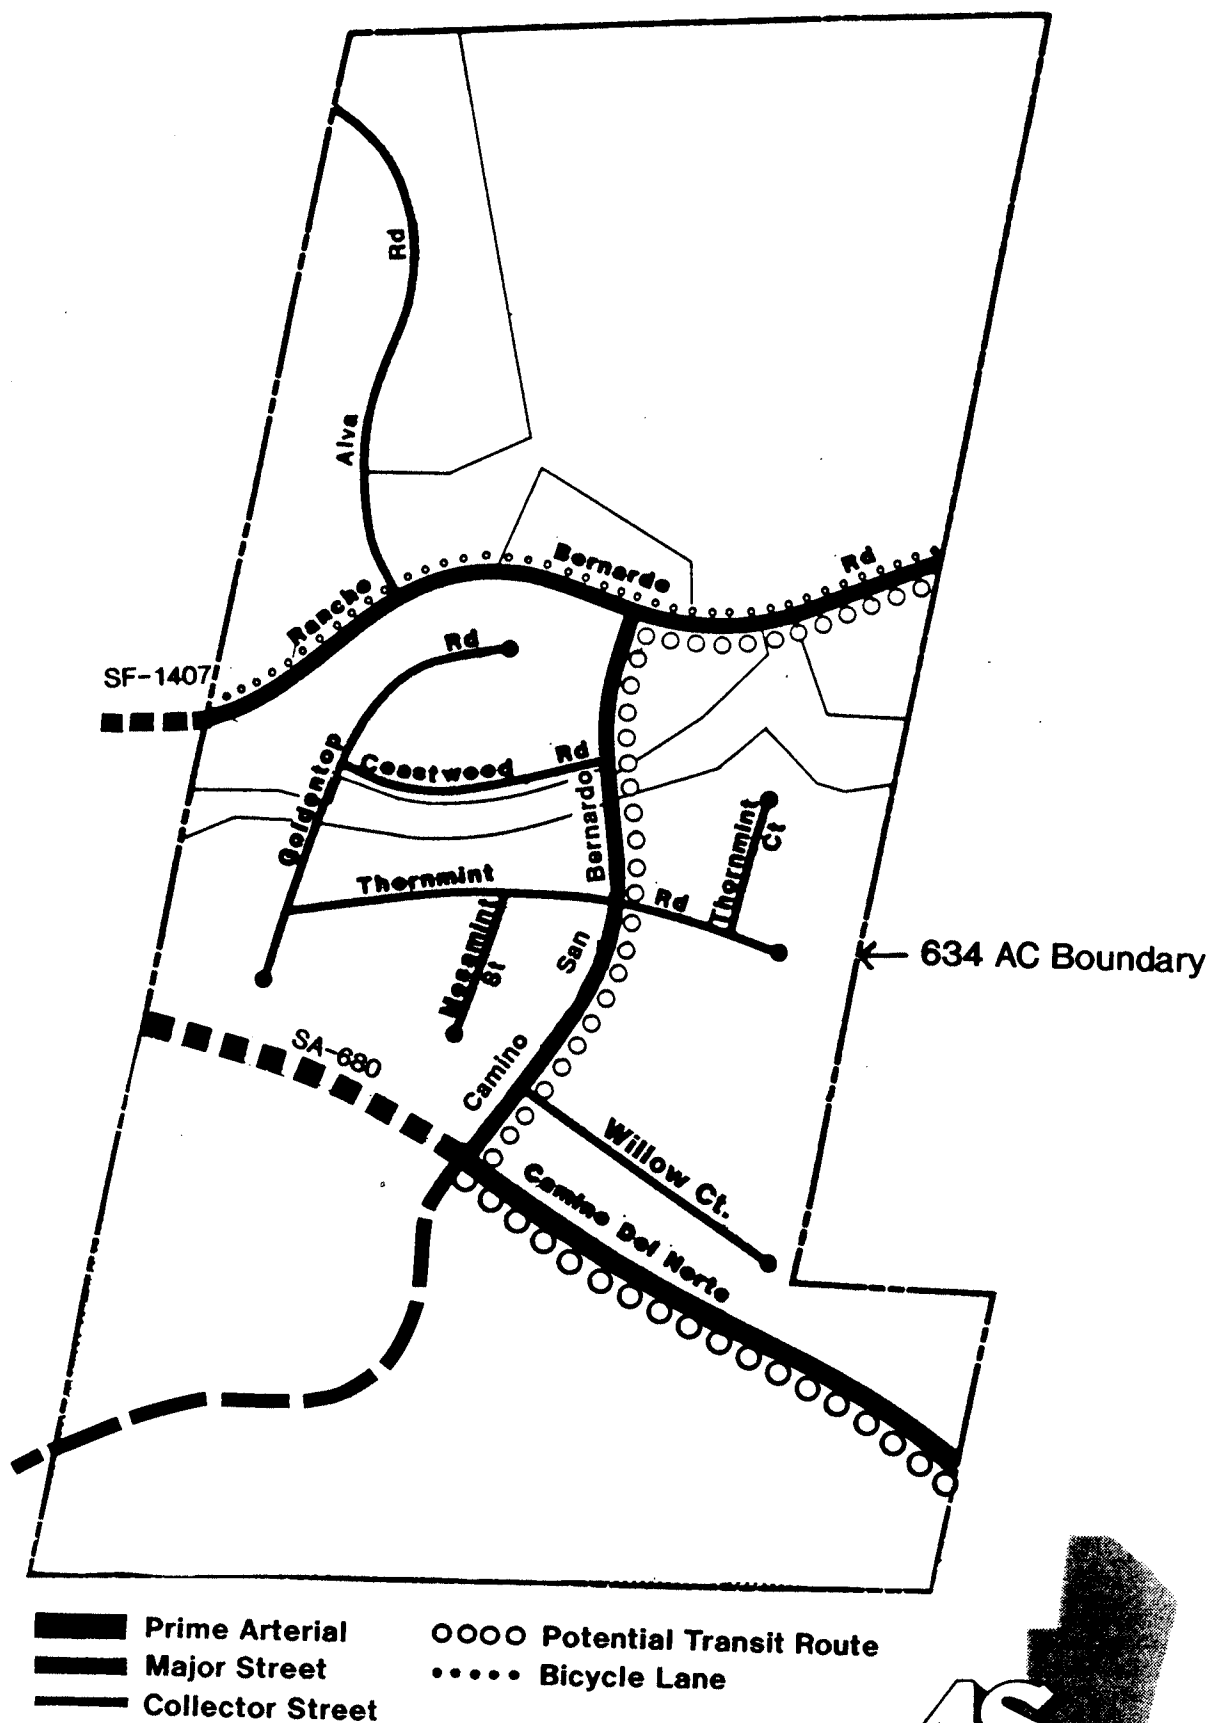 Rd
Alva
Rancho Bernardo Rd
SF-1407
Rd
Goldentop
Coastwood Rd
Bernardo
Thornmint
Ct
Thornmint Rd
Mesamint
St
San
634 AC Boundary
SA-680
Camino
Willow Ct.
Camino Del Norte
Prime Arterial
Major Street
Collector Street
Potential Transit Route
Bicycle Lane